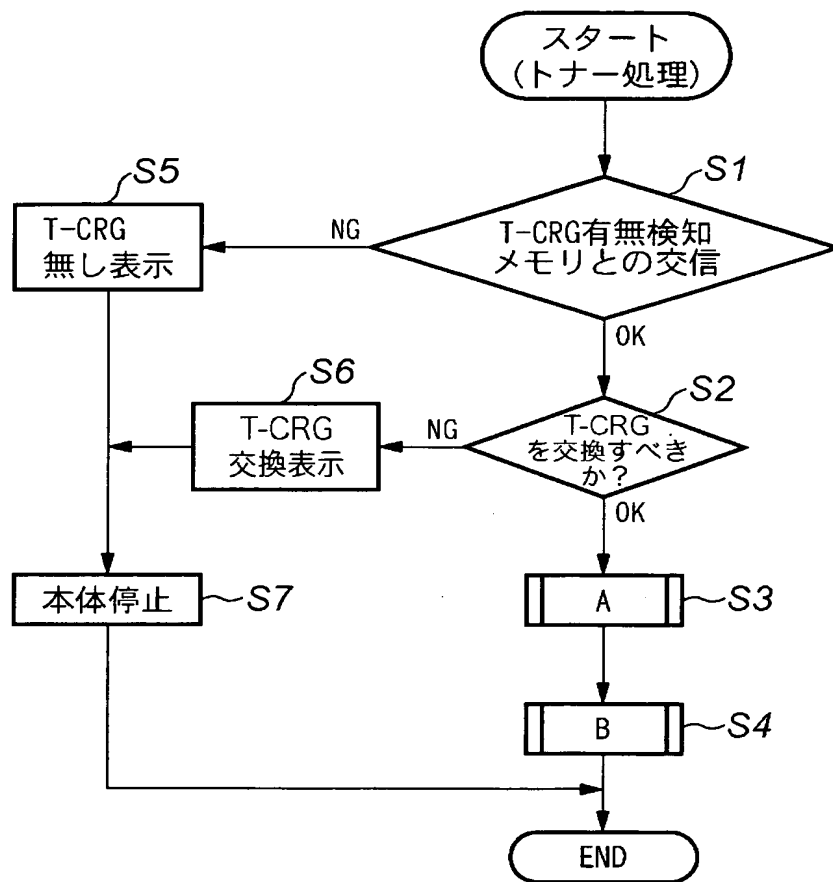 スタート
(トナー処理)
S1
T-CRG有無検知
メモリとの交信
NG
OK
S5
T-CRG
無し表示
S2
T-CRG
を交換すべき
か?
NG
OK
S6
T-CRG
交換表示
本体停止
S7
A
S3
B
S4
END